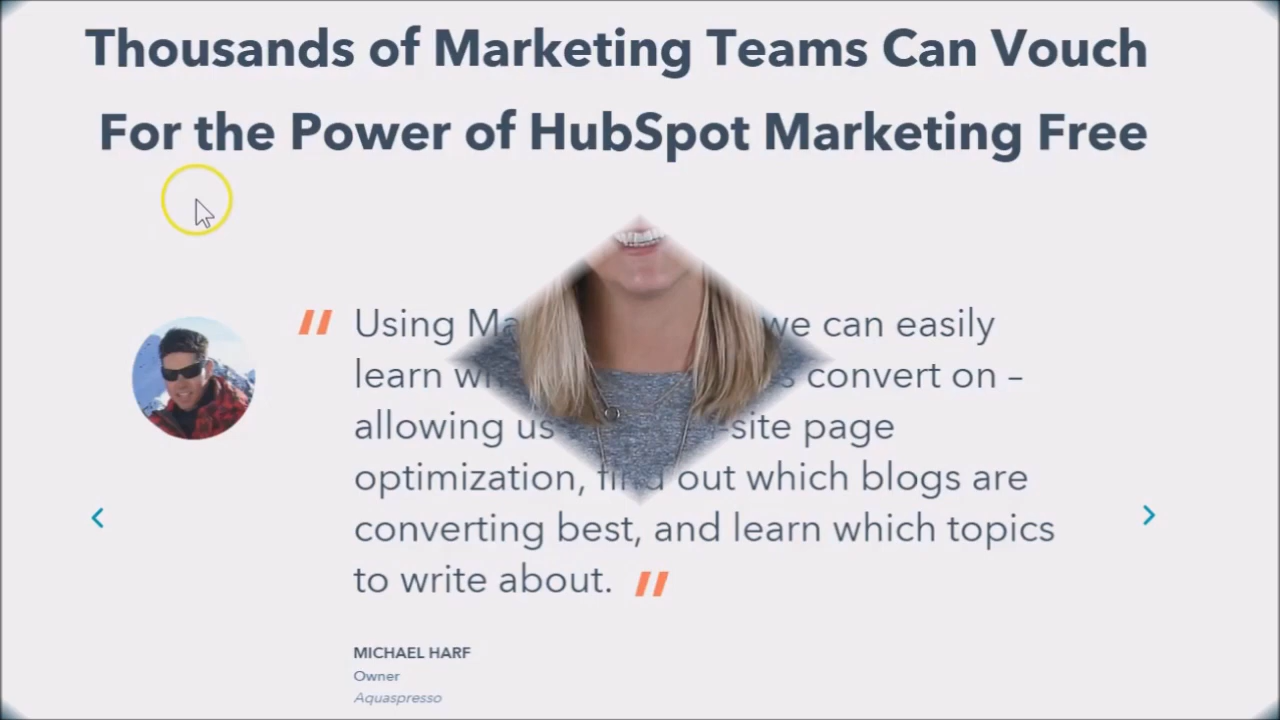 Thousands of Marketing Teams Can Vouch
For the Power of HubSpot Marketing Free
Using we can easily
learn convert on –
allowing us site page
optimization, find out which blogs are
converting best, and learn which topics
to write about.
MICHAEL HARF
Owner
Aquaspresso